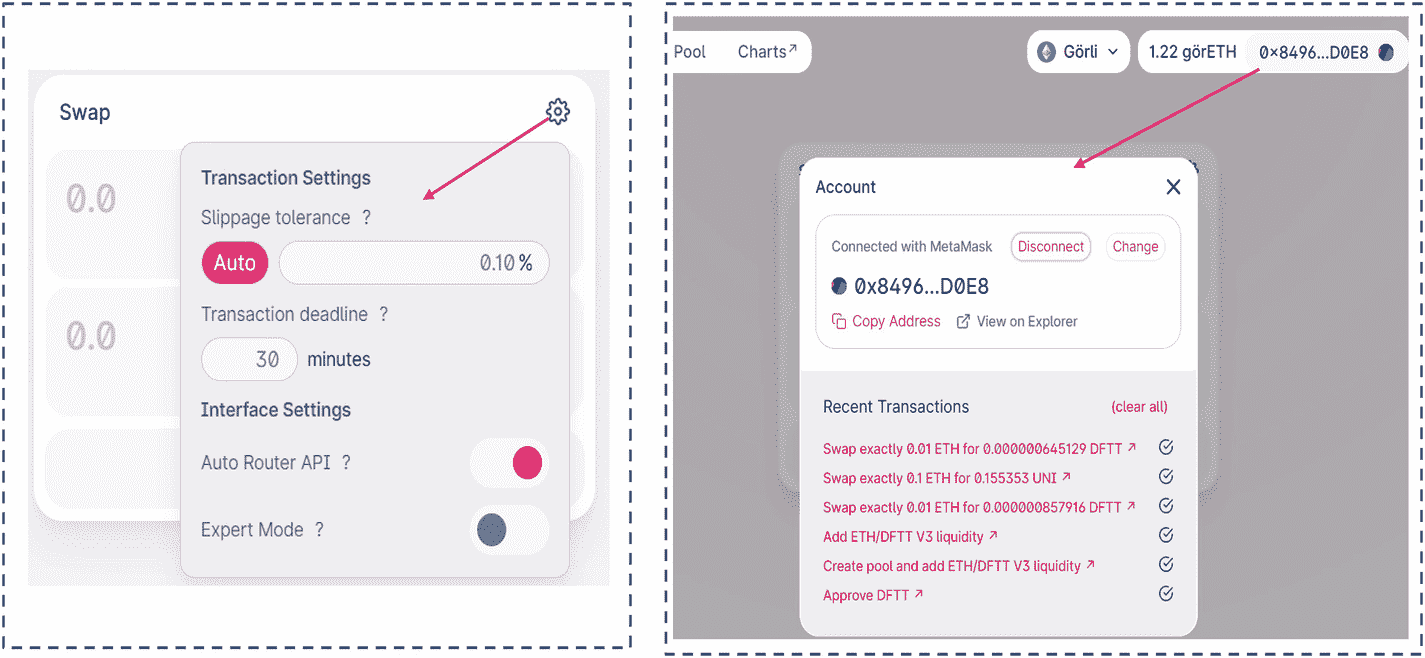 Swap
0.0
0.0
Transaction Settings
Slippage tolerance ?
Auto 0.10 %
Transaction deadline ?
30 minutes
Interface Settings
Auto Router API ?
Expert Mode ?
Pool Charts↗ Görli 1.22 görETH 0x8496...D0E8
Account
Connected with MetaMask Disconnect Change
0x8496...D0E8
Copy Address View on Explorer
Recent Transactions (clear all)
Swap exactly 0.01 ETH for 0.000000645129 DFTT ↗
Swap exactly 0.1 ETH for 0.155353 UNI ↗
Swap exactly 0.01 ETH for 0.000000857916 DFTT ↗
Add ETH/DFTT V3 liquidity ↗
Create pool and add ETH/DFTT V3 liquidity ↗
Approve DFTT ↗